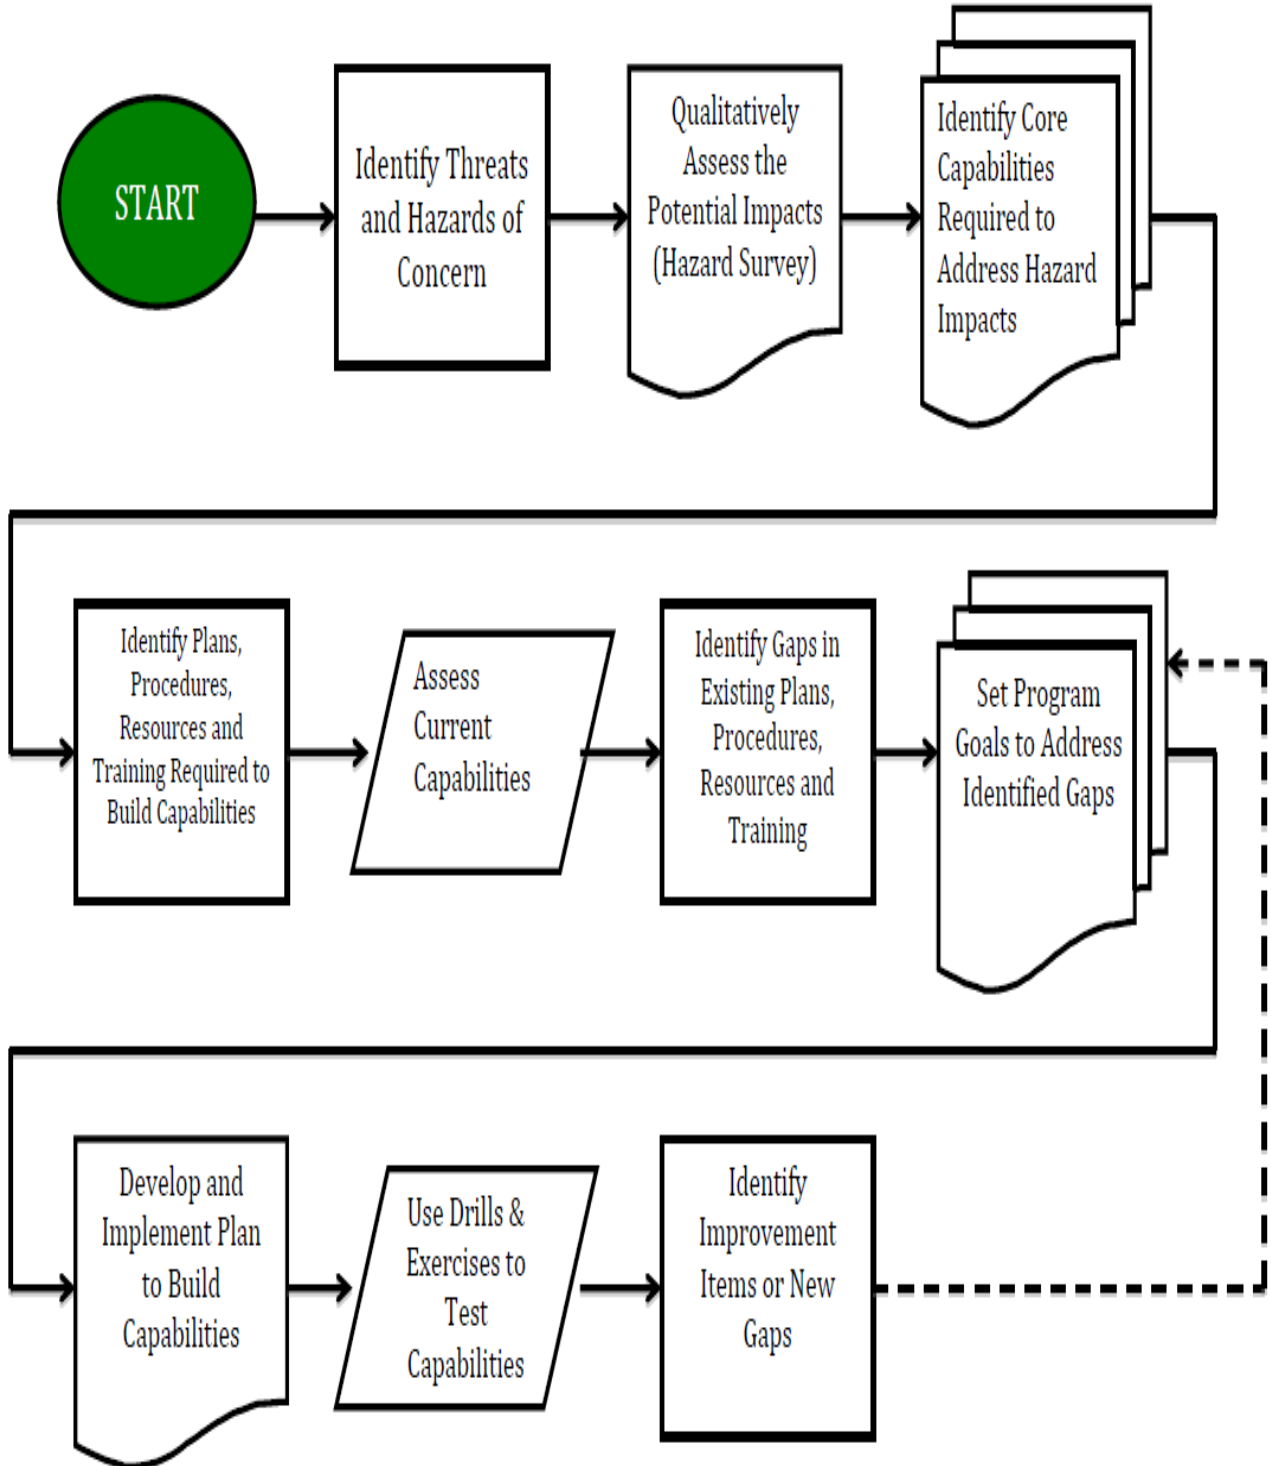 START
Identify Threats
and Hazards of
Concern
Qualitatively
Assess the
Potential Impacts
(Hazard Survey)
Identify Core
Capabilities
Required to
Address Hazard
Impacts
Identify Plans,
Procedures,
Resources and
Training Required to
Build Capabilities
Assess
Current
Capabilities
Identify Gaps in
Existing Plans,
Procedures,
Resources and
Training
Set Program
Goals to Address
Identified Gaps
Develop and
Implement Plan
to Build
Capabilities
Use Drills &
Exercises to
Test
Capabilities
Identify
Improvement
Items or New
Gaps